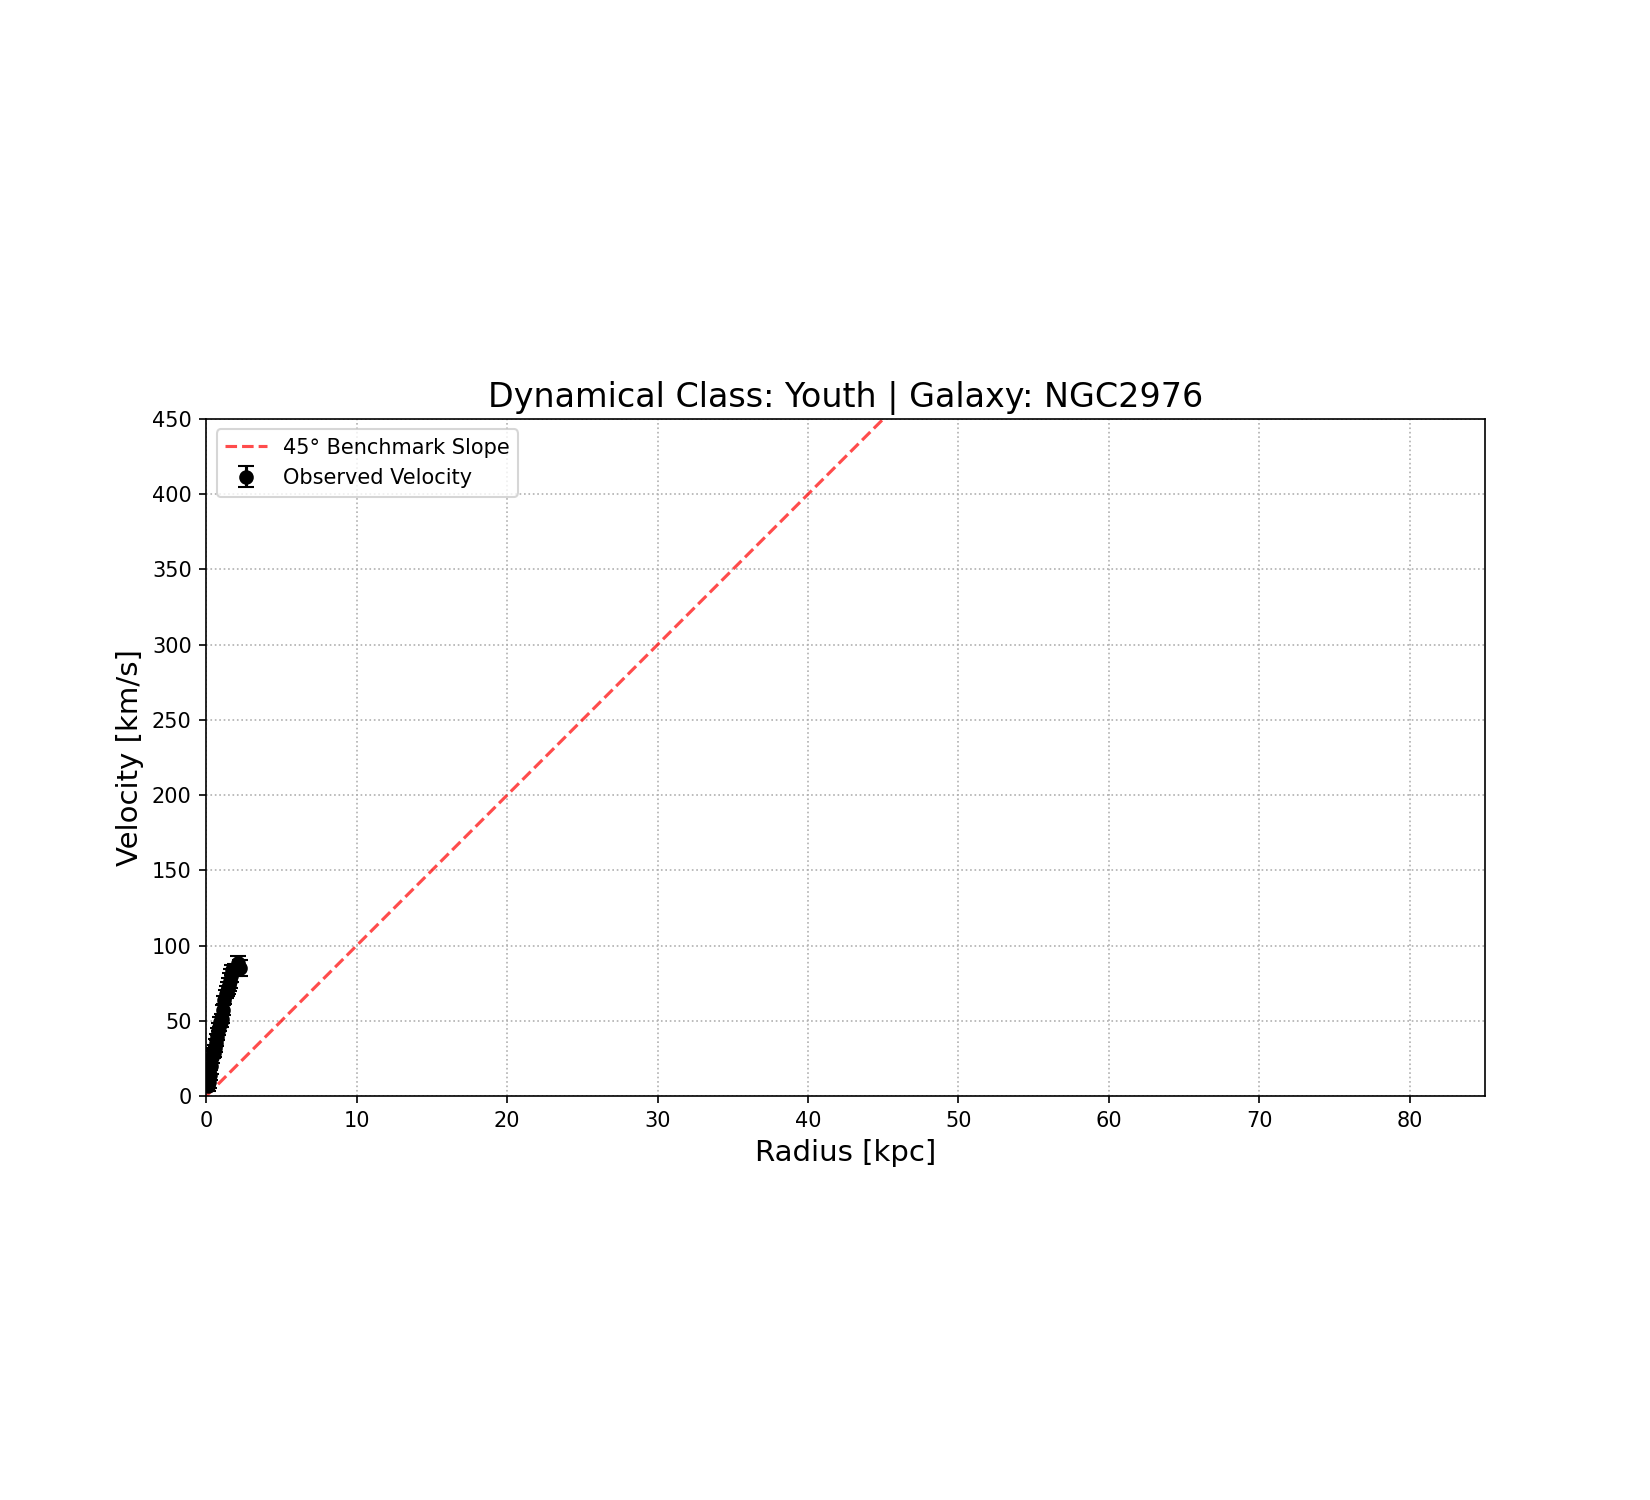 Dynamical Class: Youth | Galaxy: NGC2976
45° Benchmark Slope
Observed Velocity
450
400
350
300
250
200
150
100
50
0
Velocity [km/s]
0 10 20 30 40 50 60 70 80
Radius [kpc]